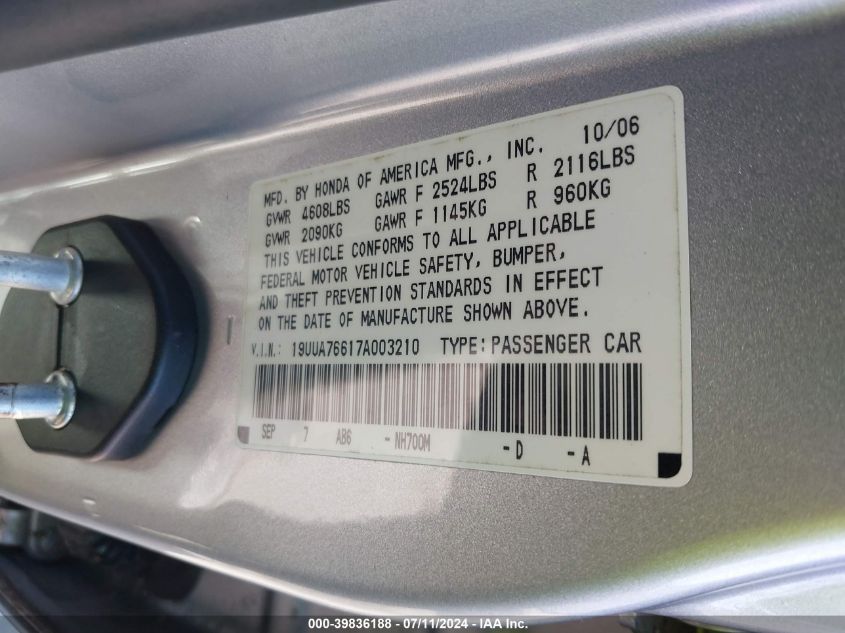 MFD. BY HONDA OF AMERICA MFG., INC. 10/06
GVWR 4608LBS GAWR F 2524LBS R 2116LBS
GVWR 2090KG GAWR F 1145KG R 960KG
THIS VEHICLE CONFORMS TO ALL APPLICABLE
FEDERAL MOTOR VEHICLE SAFETY, BUMPER,
AND THEFT PREVENTION STANDARDS IN EFFECT
ON THE DATE OF MANUFACTURE SHOWN ABOVE.
V.I.N.: 19UUA76617A003210 TYPE: PASSENGER CAR
SEP 7 AB6 - NH700M - D - A
000-39836188 - 07/11/2024 - IAA Inc.